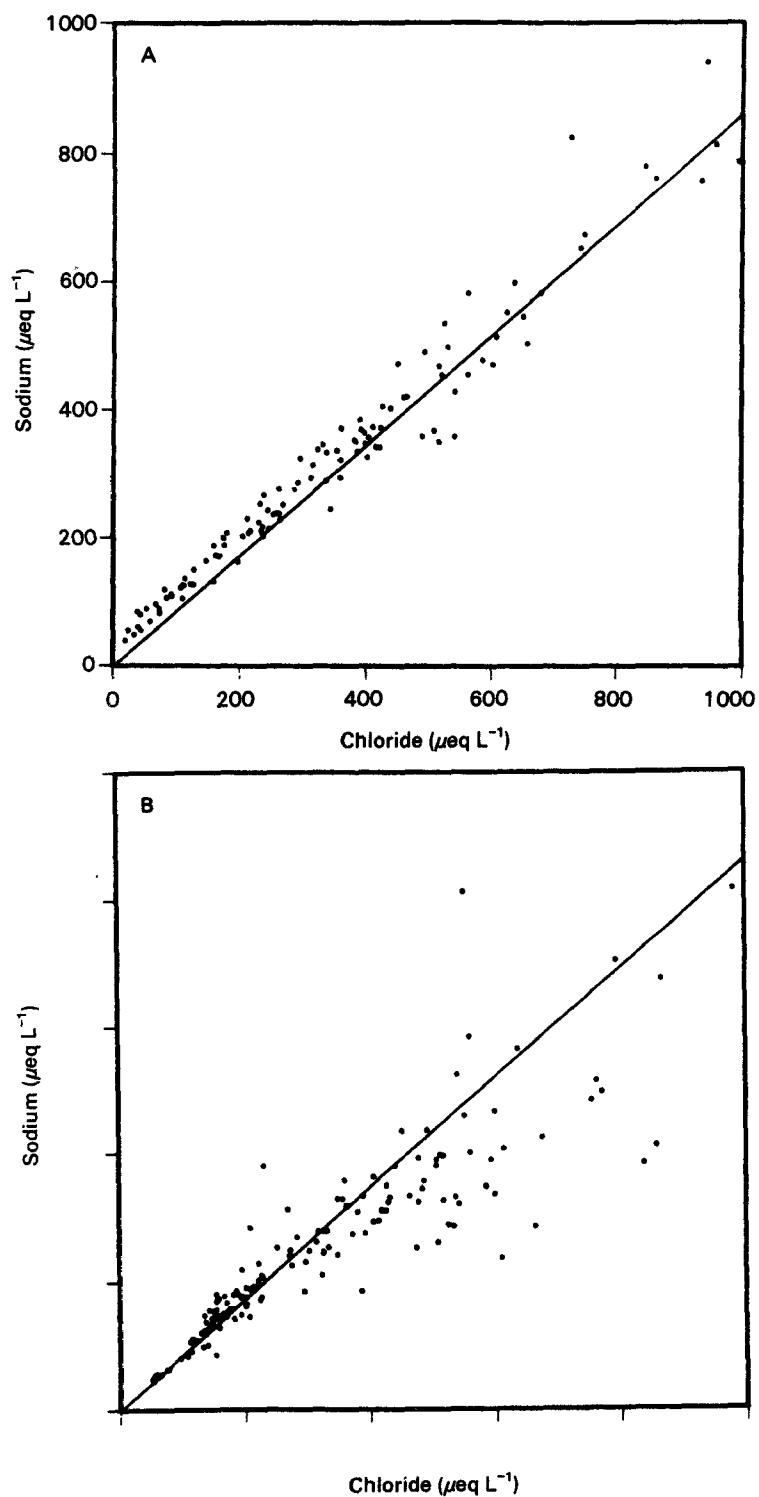 A
1000
800
600
400
200
0
Sodium (μeq L⁻¹)
0 200 400 600 800 1000
Chloride (μeq L⁻¹)
B
Sodium (μeq L⁻¹)
Chloride (μeq L⁻¹)